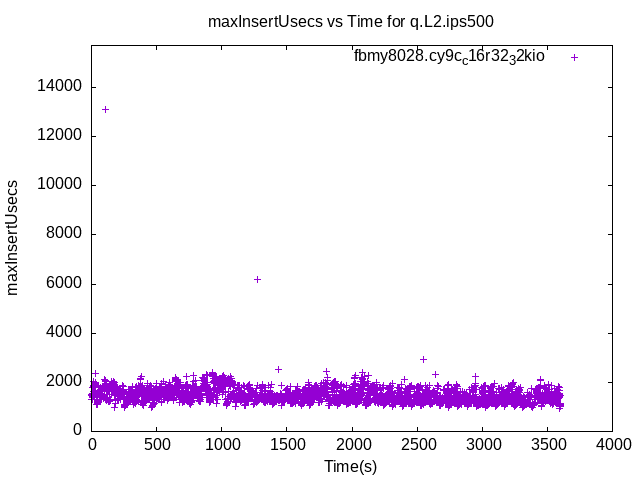 maxInsertUsecs vs Time for q.L2.ips500
fbmy8028.cy9c_c16r32_32kio
14000
12000
10000
8000
6000
4000
2000
0
maxInsertUsecs
0 500 1000 1500 2000 2500 3000 3500 4000
Time(s)